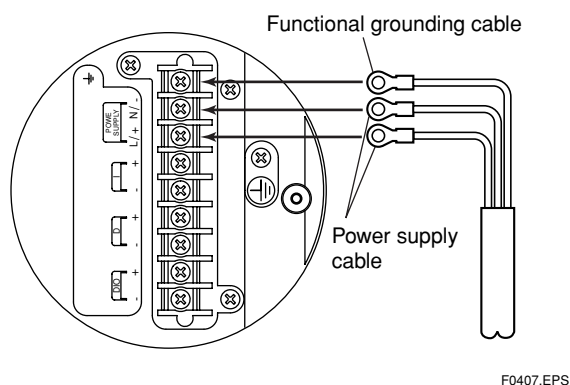 Functional grounding cable
POWER
SUPPLY
L/+ N/-
I
+
-
D
+
-
DIO
+
-
Power supply
cable
F0407.EPS